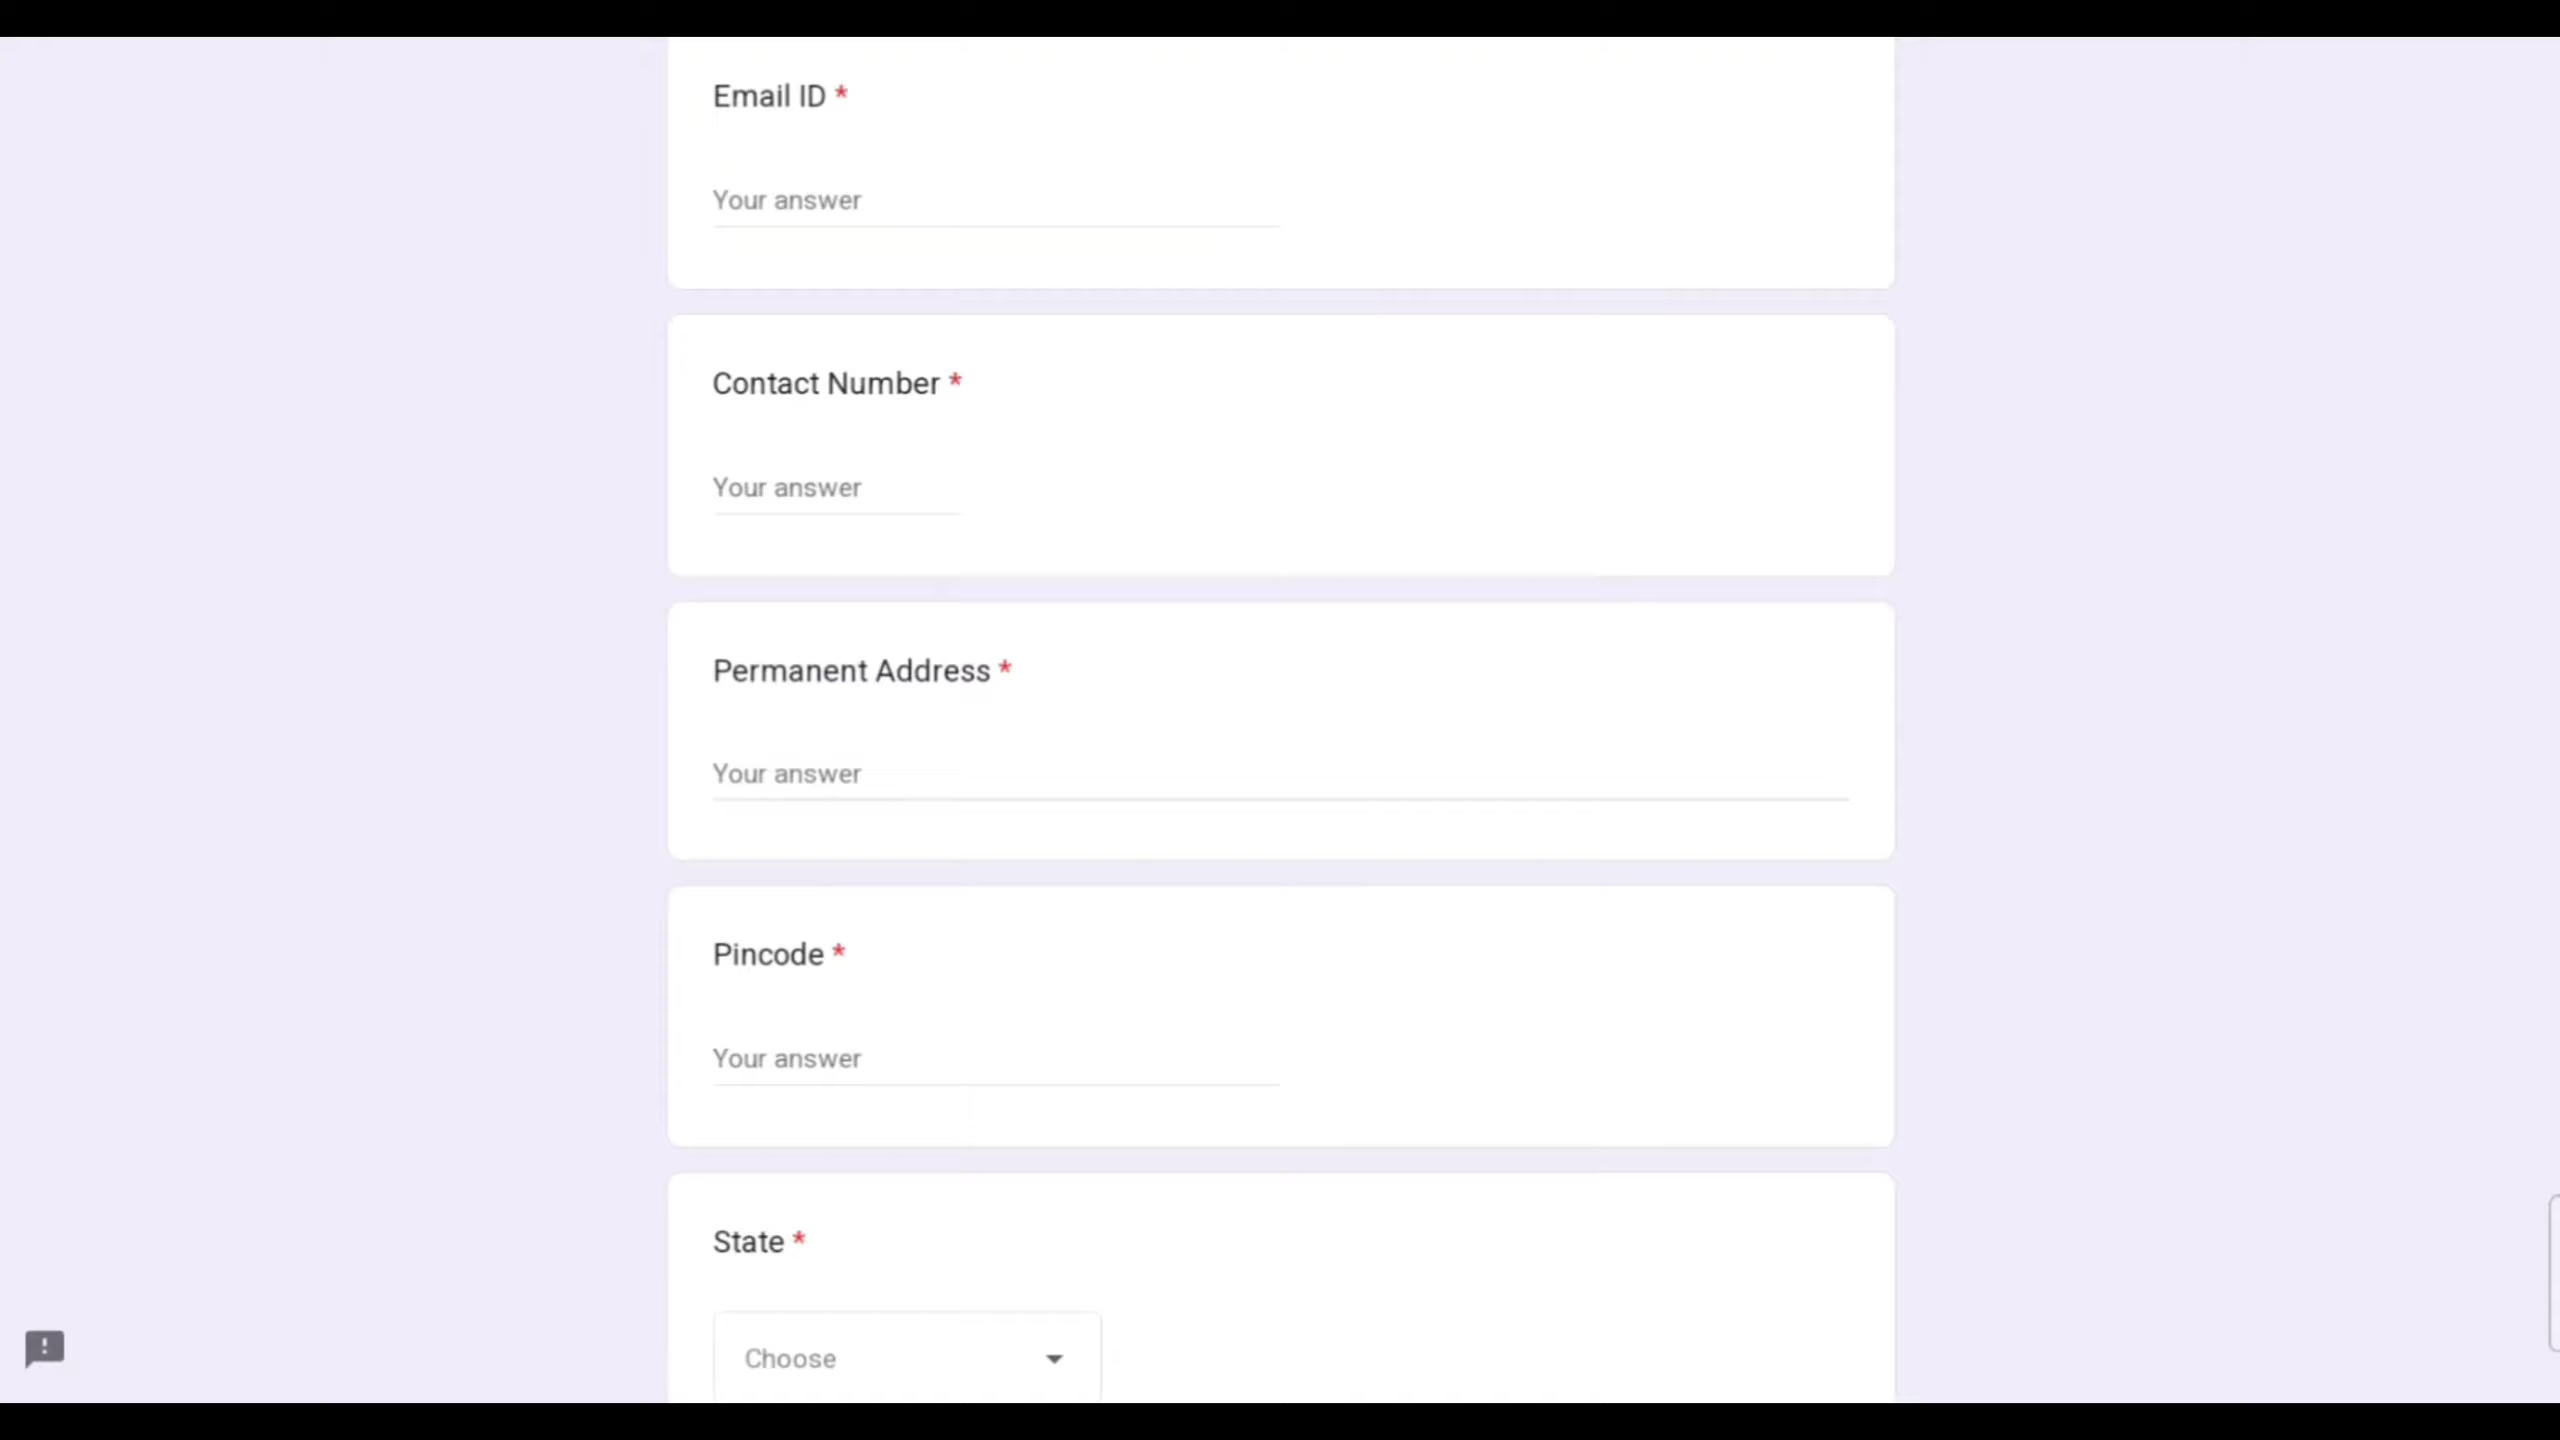 Email ID *
Your answer
Contact Number *
Your answer
Permanent Address *
Your answer
Pincode *
Your answer
State *
Choose